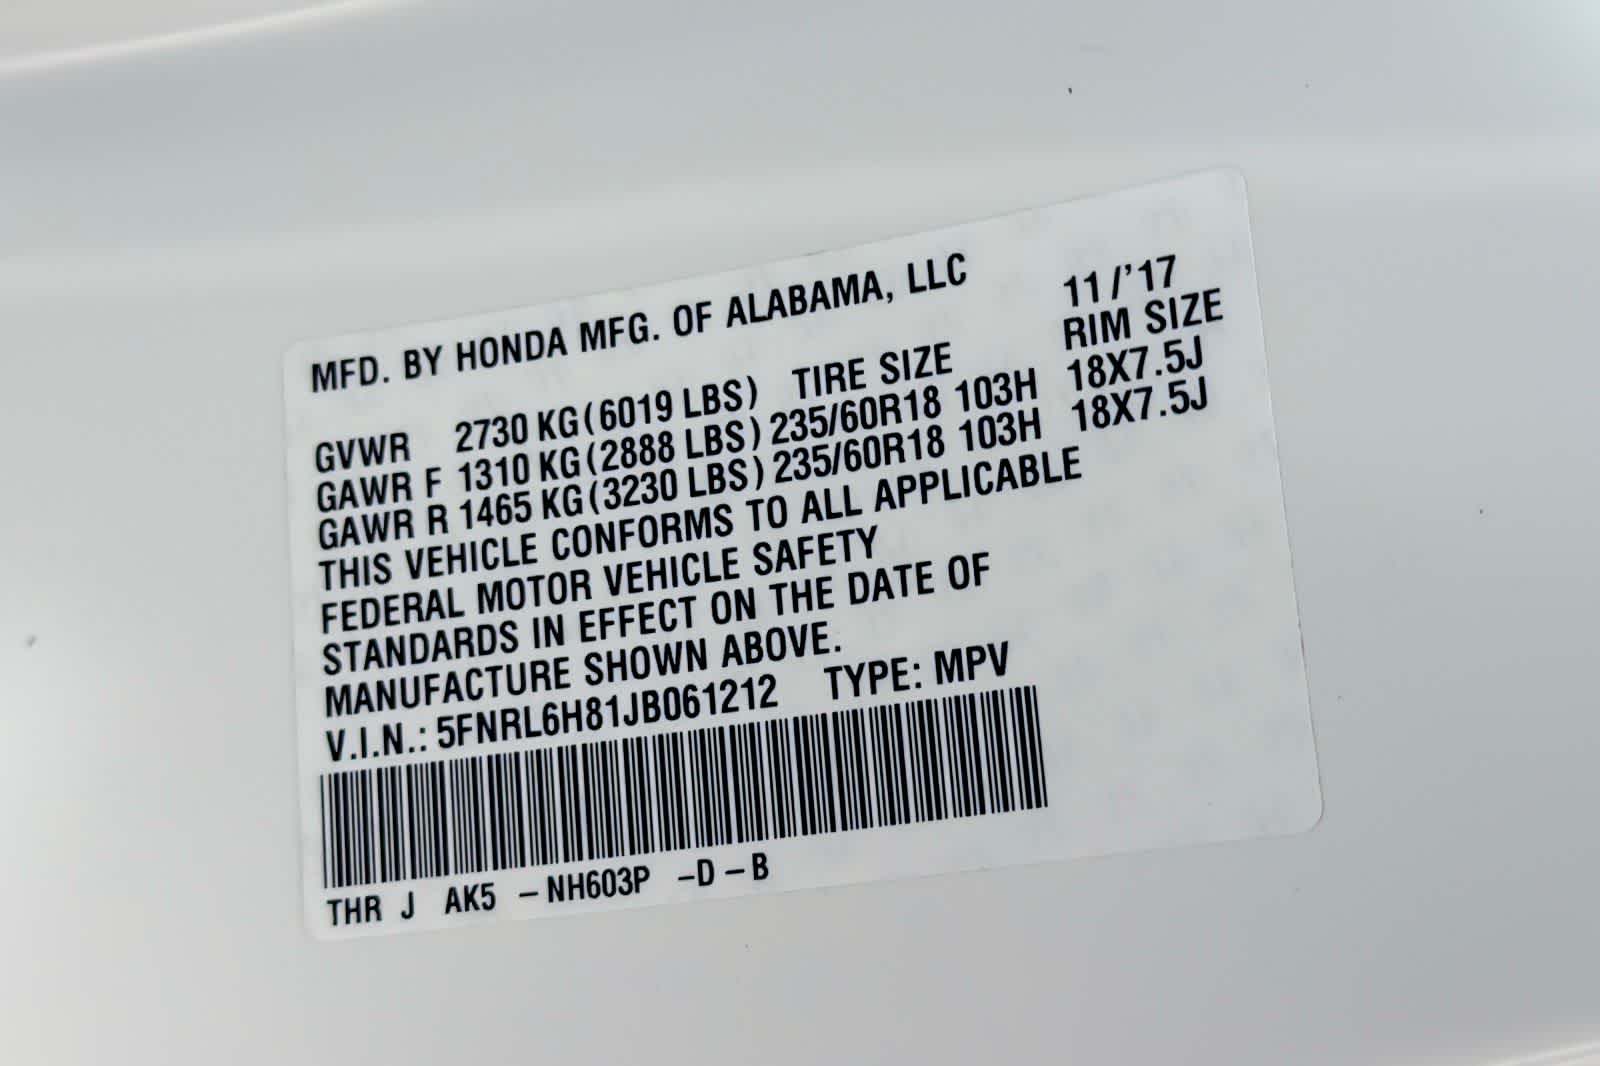 MFD. BY HONDA MFG. OF ALABAMA, LLC 11/'17
TIRE SIZE RIM SIZE
GVWR 2730 KG(6019 LBS)
GAWR F 1310 KG(2888 LBS) 235/60R18 103H 18X7.5J
GAWR R 1465 KG(3230 LBS) 235/60R18 103H 18X7.5J
THIS VEHICLE CONFORMS TO ALL APPLICABLE
FEDERAL MOTOR VEHICLE SAFETY
STANDARDS IN EFFECT ON THE DATE OF
MANUFACTURE SHOWN ABOVE.
V.I.N.: 5FNRL6H81JB061212 TYPE: MPV
THR J AK5 -NH603P -D-B